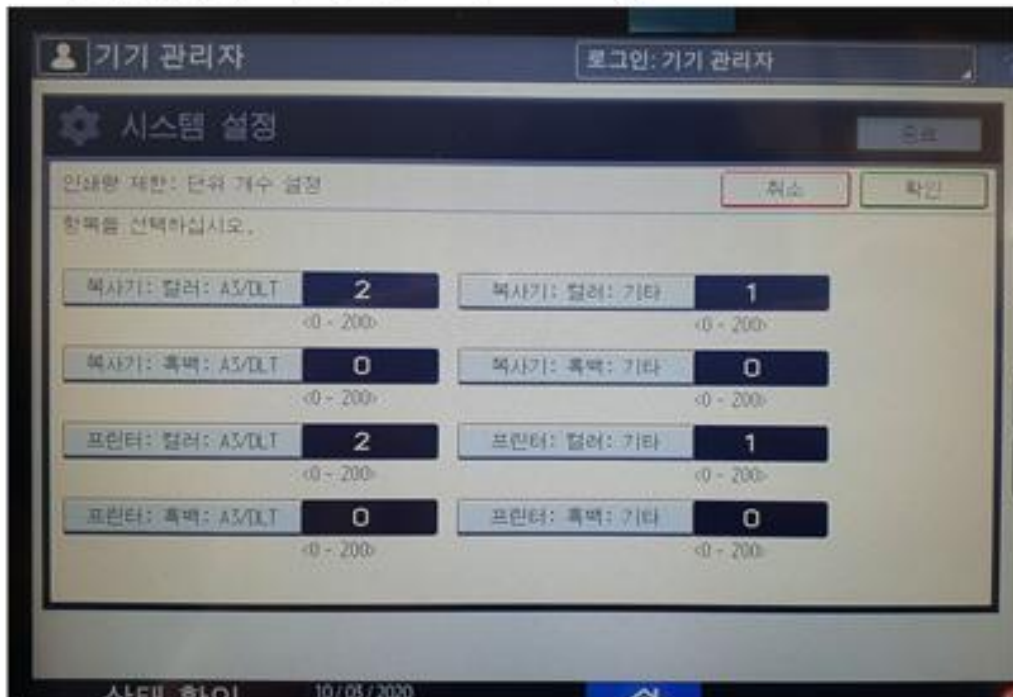 기기 관리자
로그인: 기기 관리자
시스템 설정
종료
인쇄량 제한: 단위 개수 설정
취소
확인
항목을 선택하십시오.
복사기: 컬러: A3/DLT 2
복사기: 컬러: 기타 1
<0 - 200>
<0 - 200>
복사기: 흑백: A3/DLT 0
복사기: 흑백: 기타 0
<0 - 200>
<0 - 200>
프린터: 컬러: A3/DLT 2
프린터: 컬러: 기타 1
<0 - 200>
<0 - 200>
프린터: 흑백: A3/DLT 0
프린터: 흑백: 기타 0
<0 - 200>
<0 - 200>
상태 확인
10/03/2020